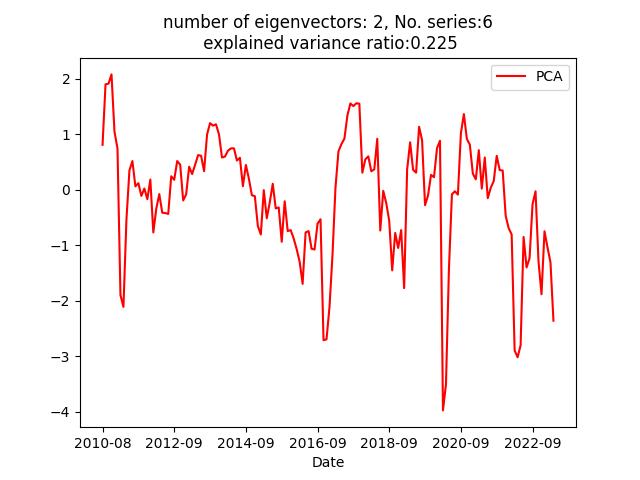 number of eigenvectors: 2, No. series:6
explained variance ratio:0.225
PCA
2
1
0
−1
−2
−3
−4
2010-08 2012-09 2014-09 2016-09 2018-09 2020-09 2022-09
Date